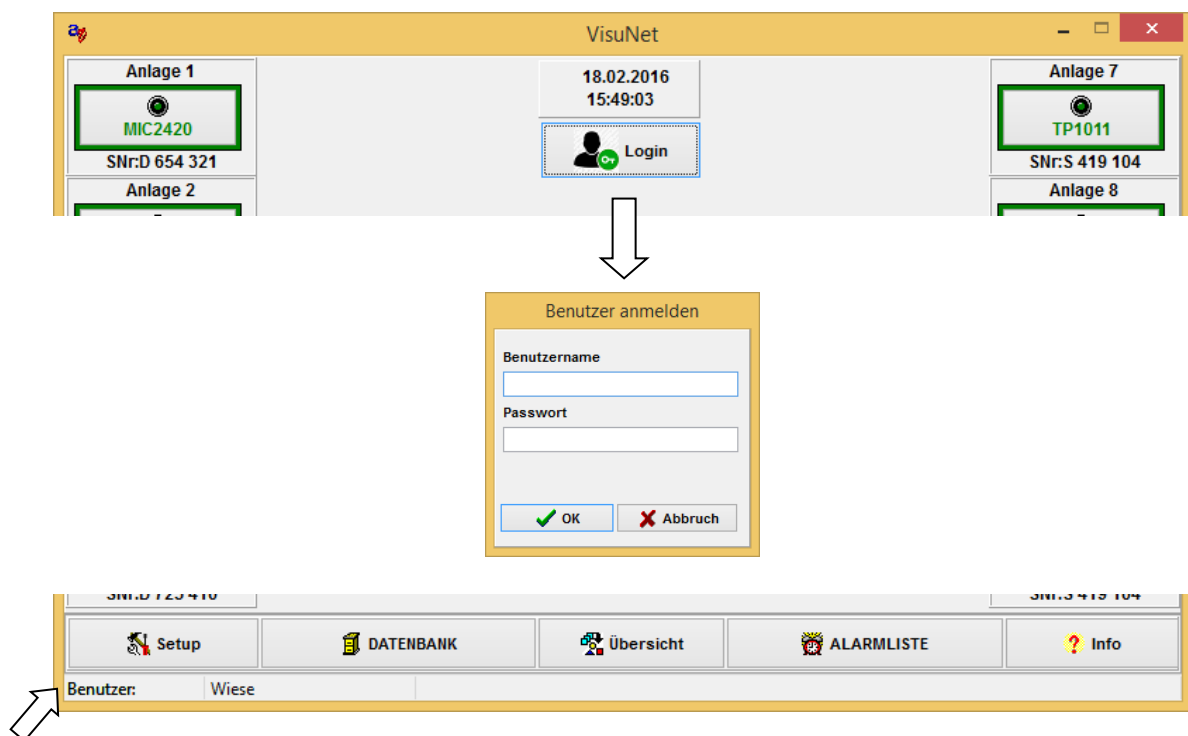 VisuNet
Anlage 1
MIC2420
SNr:D 654 321
Anlage 2
18.02.2016
15:49:03
Login
Anlage 7
TP1011
SNr:S 419 104
Anlage 8
Benutzer anmelden
Benutzername
Passwort
OK
Abbruch
SNr:S 419 104
Setup
DATENBANK
Übersicht
ALARMLISTE
? Info
Benutzer: Wiese